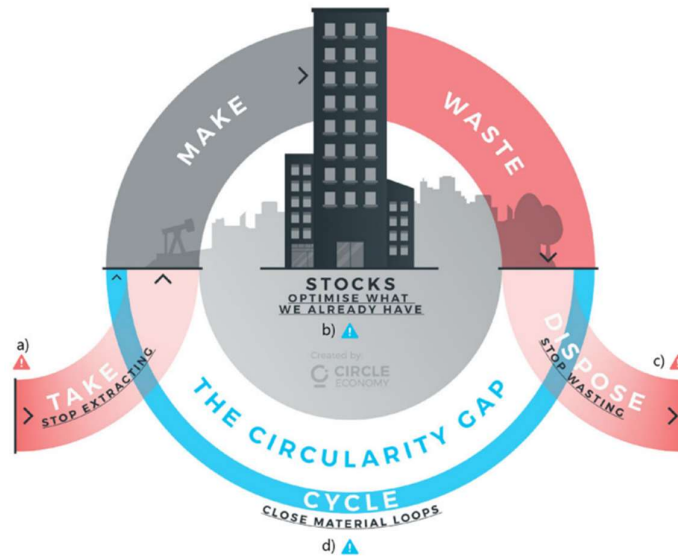 MAKE
WASTE
STOCKS
OPTIMISE WHAT
WE ALREADY HAVE
b)
Created by:
CIRCLE
ECONOMY
a)
TAKE
STOP EXTRACTING
c)
DISPOSE
STOP WASTING
THE CIRCULARITY GAP
CYCLE
CLOSE MATERIAL LOOPS
d)